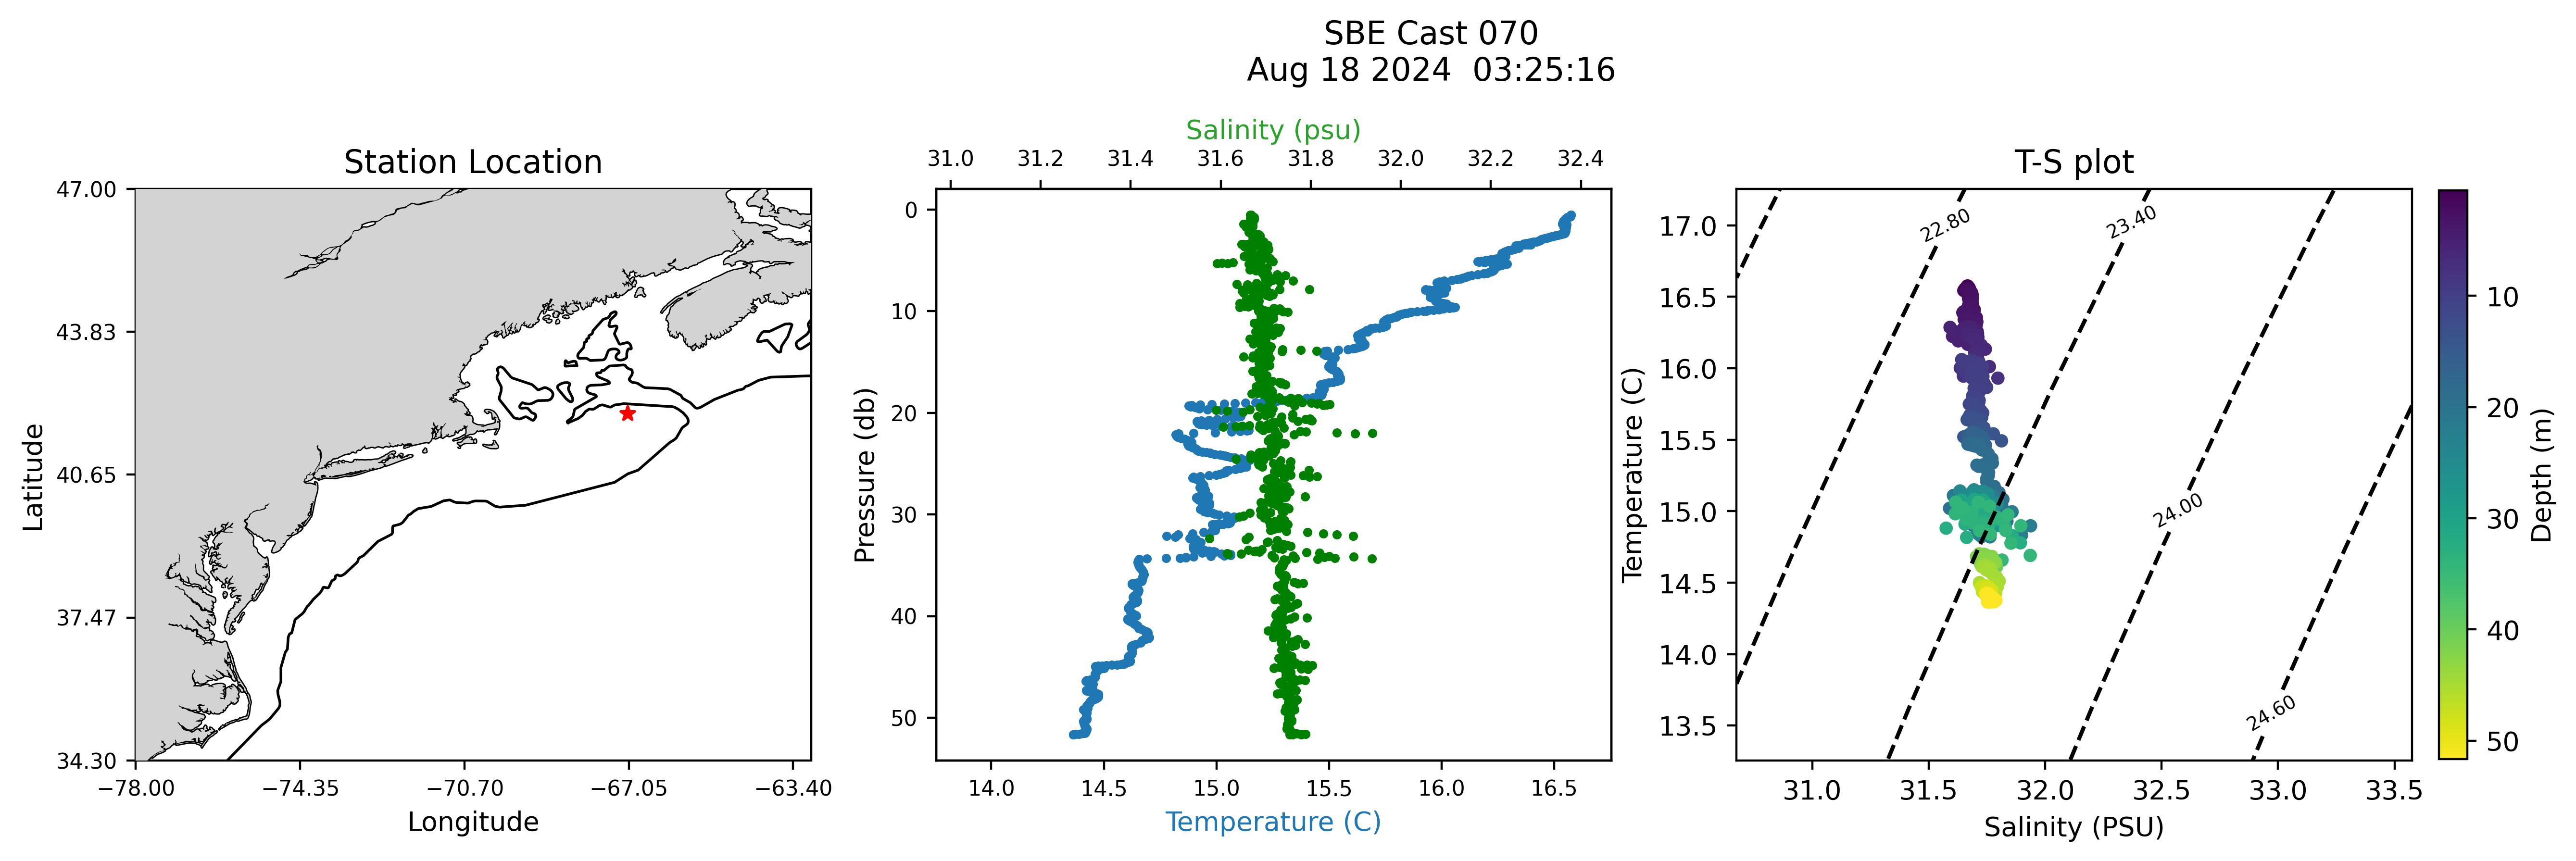 SBE Cast 070
Aug 18 2024  03:25:16
Station Location
47.00
43.83
40.65
37.47
34.30
Latitude
−78.00 −74.35 −70.70 −67.05 −63.40
Longitude
Salinity (psu)
31.0 31.2 31.4 31.6 31.8 32.0 32.2 32.4
0
10
20
30
40
50
Pressure (db)
14.0 14.5 15.0 15.5 16.0 16.5
Temperature (C)
T-S plot
17.0
16.5
16.0
15.5
15.0
14.5
14.0
13.5
Temperature (C)
22.80
23.40
24.00
24.60
31.0 31.5 32.0 32.5 33.0 33.5
Salinity (PSU)
10
20
30
40
50
Depth (m)